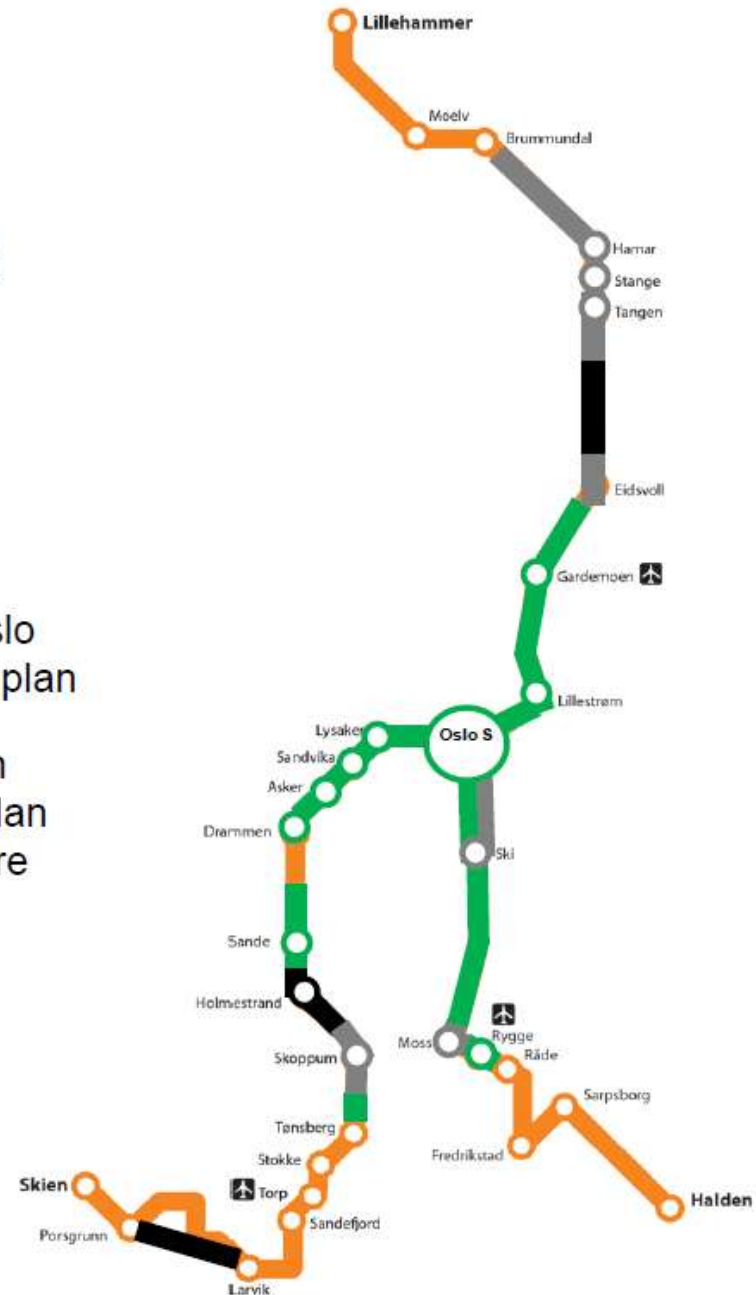 Lillehammer
Moelv
Brummundal
Hamar
Stange
Tangen
Eidsvoll
Gardemoen
Lillestrøm
slo
plan
n
lan
re
Oslo S
Lysaker
Sandvika
Asker
Drammen
Ski
Sande
Holmestrand
Skoppum
Moss
Rygge
Råde
Sarpsborg
Fredrikstad
Halden
Tønsberg
Stokke
Torp
Sandefjord
Skien
Porsgrunn
Larvik